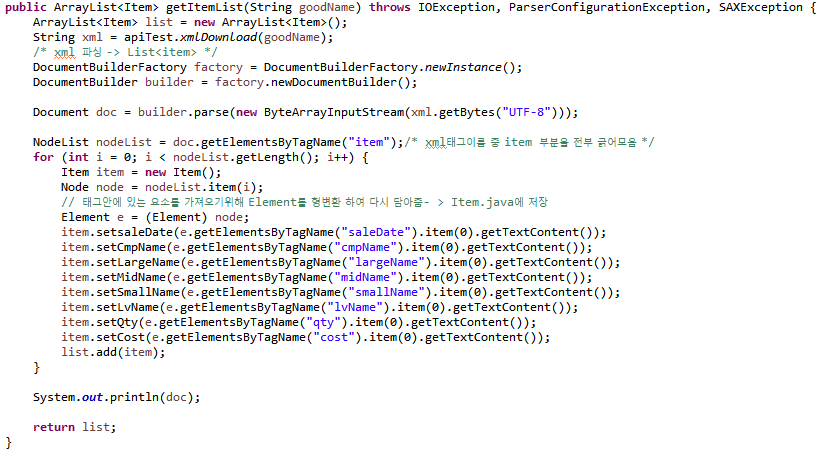 public ArrayList<Item> getItemList(String goodName) throws IOException, ParserConfigurationException, SAXException {
    ArrayList<Item> list = new ArrayList<Item>();
    String xml = apiTest.xmlDownload(goodName);
    /* xml 파싱 -> List<item> */
    DocumentBuilderFactory factory = DocumentBuilderFactory.newInstance();
    DocumentBuilder builder = factory.newDocumentBuilder();

    Document doc = builder.parse(new ByteArrayInputStream(xml.getBytes("UTF-8")));

    NodeList nodeList = doc.getElementsByTagName("item");/* xml태그이름 중 item 부분을 전부 긁어모음 */
    for (int i = 0; i < nodeList.getLength(); i++) {
        Item item = new Item();
        Node node = nodeList.item(i);
        // 태그안에 있는 요소를 가져오기위해 Element를 형변환 하여 다시 담아줌- > Item.java에 저장
        Element e = (Element) node;
        item.setsaleDate(e.getElementsByTagName("saleDate").item(0).getTextContent());
        item.setCmpName(e.getElementsByTagName("cmpName").item(0).getTextContent());
        item.setLargeName(e.getElementsByTagName("largeName").item(0).getTextContent());
        item.setMidName(e.getElementsByTagName("midName").item(0).getTextContent());
        item.setSmallName(e.getElementsByTagName("smallName").item(0).getTextContent());
        item.setLvName(e.getElementsByTagName("lvName").item(0).getTextContent());
        item.setQty(e.getElementsByTagName("qty").item(0).getTextContent());
        item.setCost(e.getElementsByTagName("cost").item(0).getTextContent());
        list.add(item);
    }

    System.out.println(doc);

    return list;
}